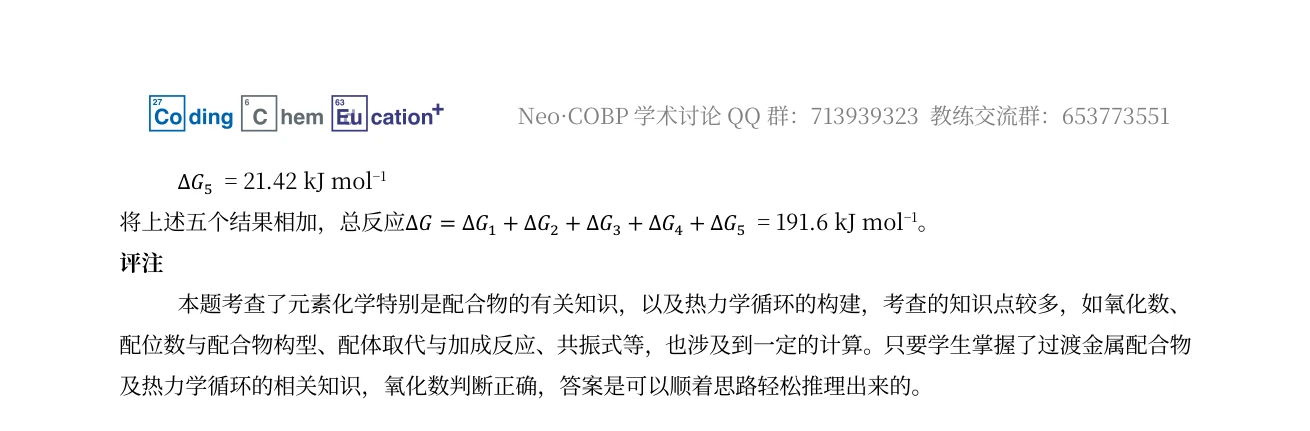 27 Co ding 6 C hem 63 Eu cation+ Neo·COBP 学术讨论 QQ 群：713939323 教练交流群：653773551
ΔG₅ = 21.42 kJ mol⁻¹
将上述五个结果相加，总反应ΔG = ΔG₁ + ΔG₂ + ΔG₃ + ΔG₄ + ΔG₅ = 191.6 kJ mol⁻¹。
评注
本题考查了元素化学特别是配合物的有关知识，以及热力学循环的构建，考查的知识点较多，如氧化数、
配位数与配合物构型、配体取代与加成反应、共振式等，也涉及到一定的计算。只要学生掌握了过渡金属配合物
及热力学循环的相关知识，氧化数判断正确，答案是可以顺着思路轻松推理出来的。